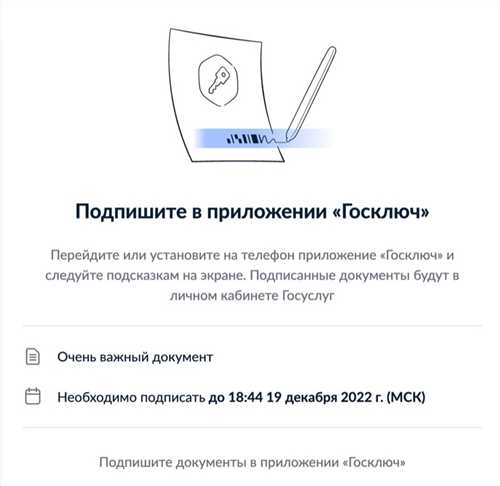 Подпишите в приложении «Госключ»
Перейдите или установите на телефон приложение «Госключ» и
следуйте подсказкам на экране. Подписанные документы будут в
личном кабинете Госуслуг
Очень важный документ
Необходимо подписать до 18:44 19 декабря 2022 г. (МСК)
Подпишите документы в приложении «Госключ»